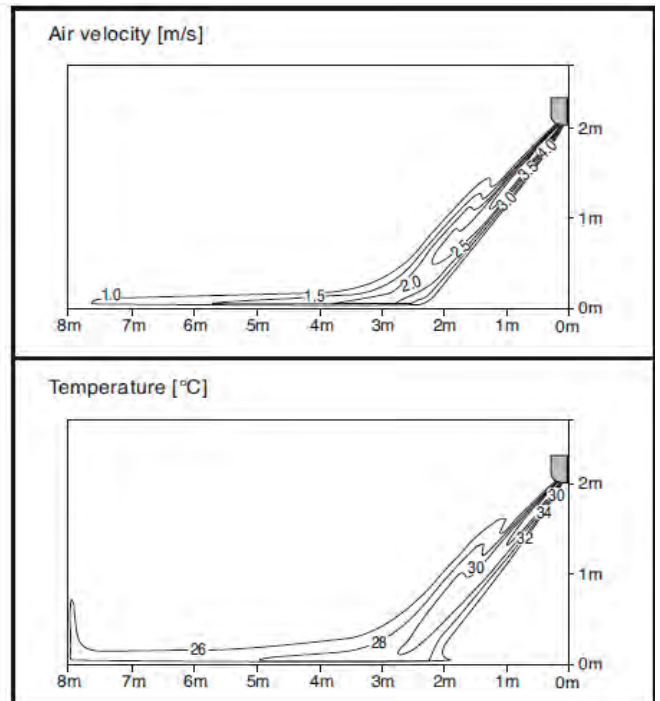 Air velocity [m/s]
2m
4.0
3.5
3.0
1m
2.5
2.0
1.0
1.5
0m
8m 7m 6m 5m 4m 3m 2m 1m 0m
Temperature [°C]
2m
30
34
32
1m
30
28
26
0m
8m 7m 6m 5m 4m 3m 2m 1m 0m